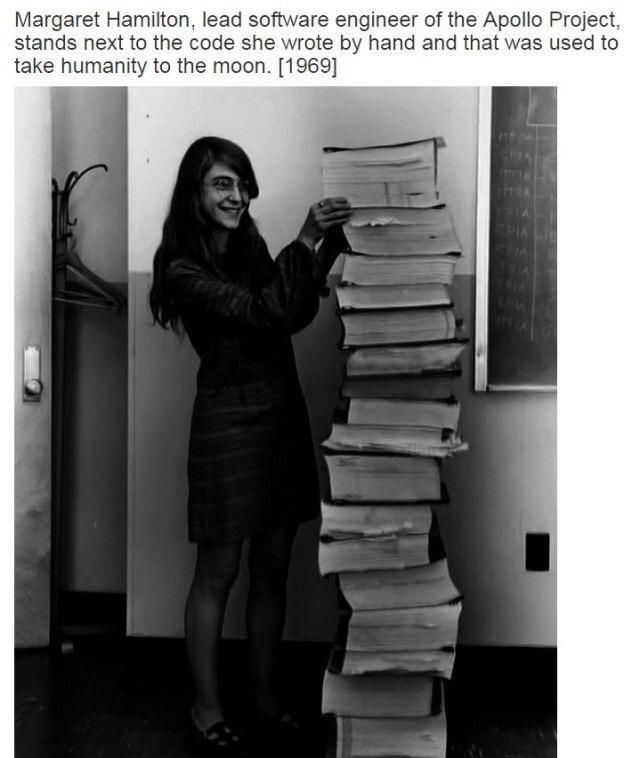 Margaret Hamilton, lead software engineer of the Apollo Project,
stands next to the code she wrote by hand and that was used to
take humanity to the moon. [1969]